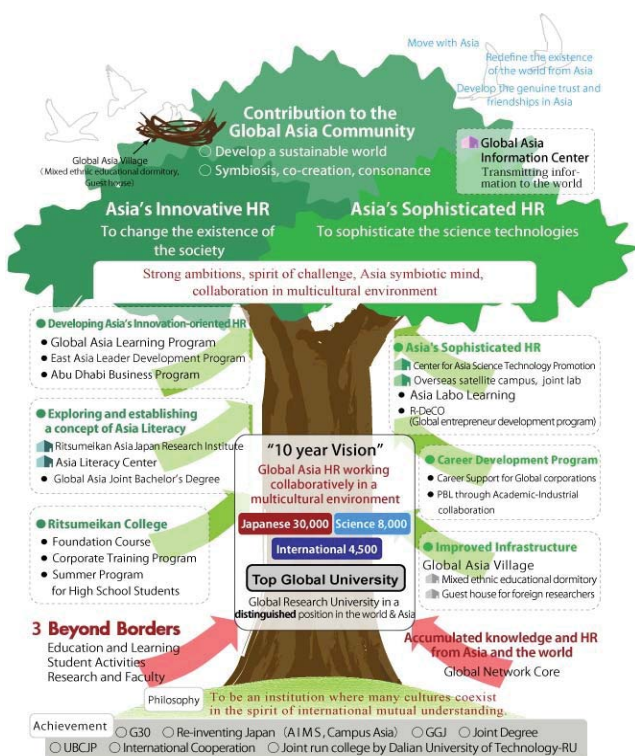 Move with Asia
Redefine the existence
of the world from Asia
Develop the genuine trust and
friendships in Asia
Contribution to the
Global Asia Community
○ Develop a sustainable world
○ Symbiosis, co-creation, consonance
Global Asia Village
(Mixed ethnic educational dormitory,
Guest house)
Global Asia
Information Center
Transmitting infor-
mation to the world
Asia's Innovative HR
To change the existence of
the society
Asia's Sophisticated HR
To sophisticate the science technologies
Strong ambitions, spirit of challenge, Asia symbiotic mind,
collaboration in multicultural environment
● Developing Asia's Innovation-oriented HR
● Global Asia Learning Program
● East Asia Leader Development Program
● Abu Dhabi Business Program
● Exploring and establishing
a concept of Asia Literacy
Ritsumeikan Asia Japan Research Institute
Asia Literacy Center
● Global Asia Joint Bachelor's Degree
● Ritsumeikan College
● Foundation Course
● Corporate Training Program
● Summer Program
for High School Students
"10 year Vision"
Global Asia HR working
collaboratively in a
multicultural environment
Japanese 30,000 Science 8,000
International 4,500
Top Global University
Global Research University in a
distinguished position in the world & Asia
● Asia's Sophisticated HR
Center for Asia Science Technology Promotion
Overseas satellite campus, joint lab
● Asia Labo Learning
● R-DeCO
(Global entrepreneur development program)
● Career Development Program
● Career Support for Global corporations
● PBL through Academic-Industrial
collaboration
● Improved Infrastructure
Global Asia Village
Mixed ethnic educational dormitory
Guest house for foreign researchers
3 Beyond Borders
Education and Learning
Student Activities
Research and Faculty
Accumulated knowledge and HR
from Asia and the world
Global Network Core
Philosophy
To be an institution where many cultures coexist
in the spirit of international mutual understanding.
Achievement
○ G30 ○ Re-inventing Japan (AIMS, Campus Asia) ○ GGJ ○ Joint Degree
○ UBCJP ○ International Cooperation ○ Joint run college by Dalian University of Technology-RU